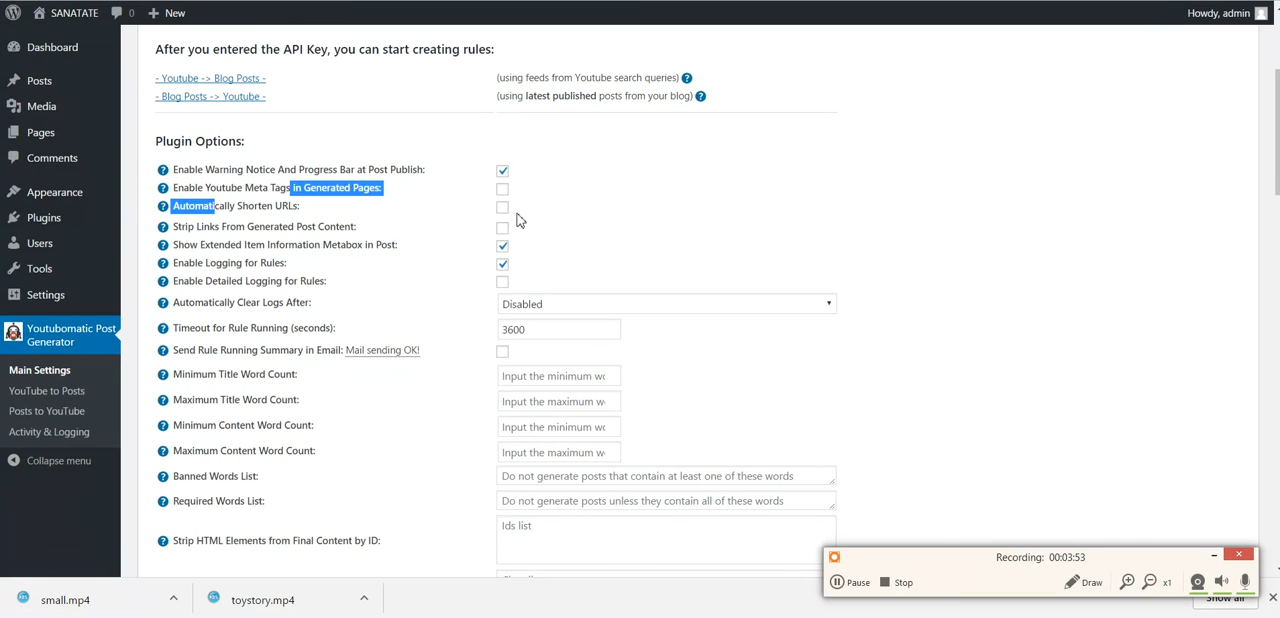 SANATATE 0 New Howdy, admin
Dashboard
Posts
Media
Pages
Comments
Appearance
Plugins
Users
Tools
Settings
Youtubomatic Post
Generator
Main Settings
YouTube to Posts
Posts to YouTube
Activity & Logging
Collapse menu
After you entered the API Key, you can start creating rules:
- Youtube -> Blog Posts - (using feeds from Youtube search queries)
- Blog Posts -> Youtube - (using latest published posts from your blog)
Plugin Options:
Enable Warning Notice And Progress Bar at Post Publish:
Enable Youtube Meta Tags in Generated Pages:
Automatically Shorten URLs:
Strip Links From Generated Post Content:
Show Extended Item Information Metabox in Post:
Enable Logging for Rules:
Enable Detailed Logging for Rules:
Automatically Clear Logs After: Disabled
Timeout for Rule Running (seconds): 3600
Send Rule Running Summary in Email: Mail sending OK!
Minimum Title Word Count: Input the minimum wo
Maximum Title Word Count: Input the maximum w
Minimum Content Word Count: Input the minimum wo
Maximum Content Word Count: Input the maximum w
Banned Words List: Do not generate posts that contain at least one of these words
Required Words List: Do not generate posts unless they contain all of these words
Strip HTML Elements from Final Content by ID: Ids list
Recording: 00:03:53
Pause Stop Draw x1
small.mp4 toystory.mp4 Show all